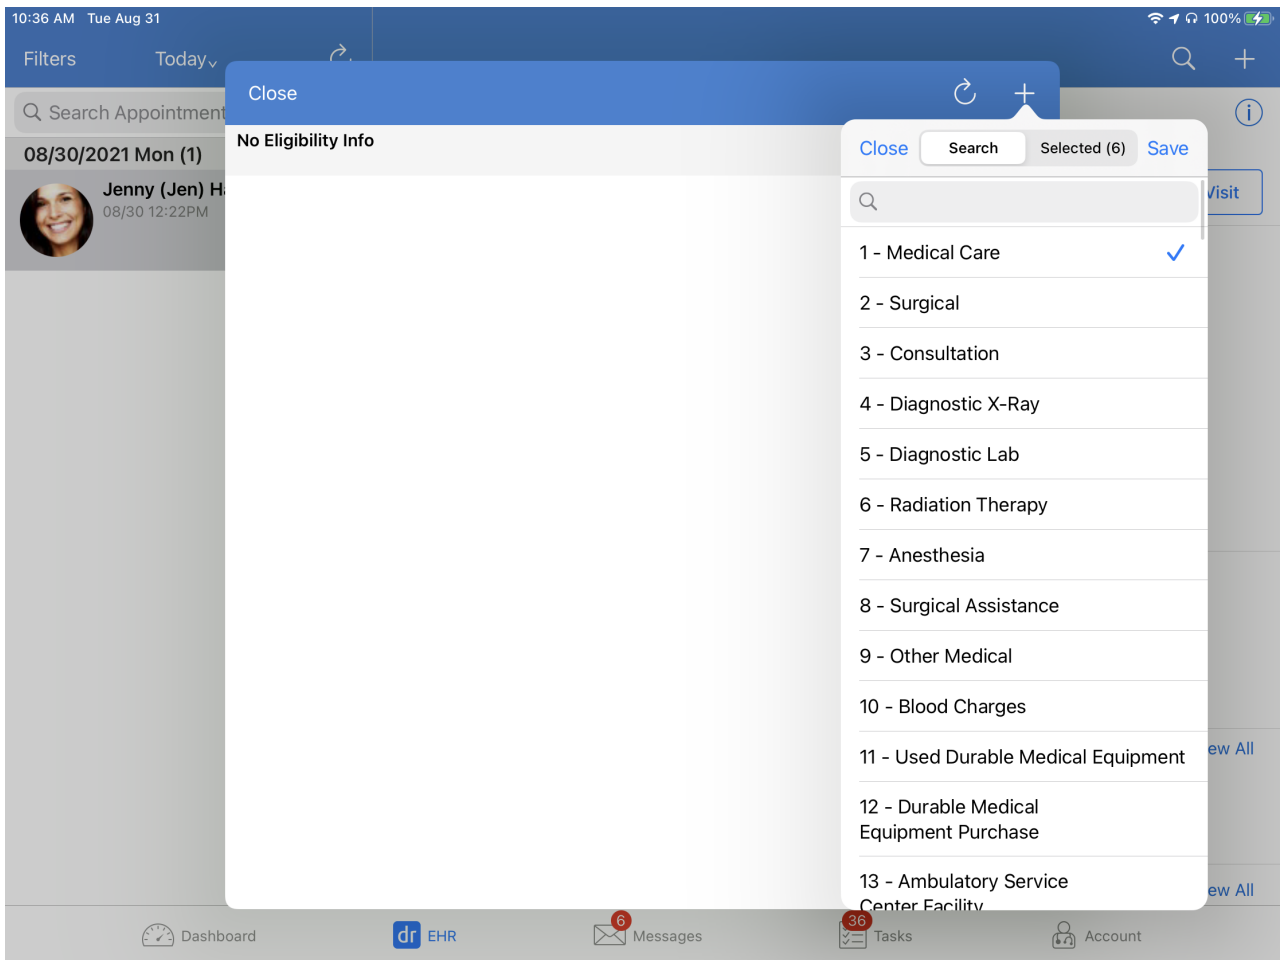 10:36 AM Tue Aug 31
100%
Filters
Today
Close
Search Appointment
No Eligibility Info
08/30/2021 Mon (1)
Jenny (Jen)
08/30 12:22PM
Close
Search
Selected (6)
Save
Visit
1 - Medical Care
2 - Surgical
3 - Consultation
4 - Diagnostic X-Ray
5 - Diagnostic Lab
6 - Radiation Therapy
7 - Anesthesia
8 - Surgical Assistance
9 - Other Medical
10 - Blood Charges
11 - Used Durable Medical Equipment
12 - Durable Medical
Equipment Purchase
13 - Ambulatory Service
Center Facility
ew All
ew All
Dashboard
dr EHR
6
Messages
36
Tasks
Account